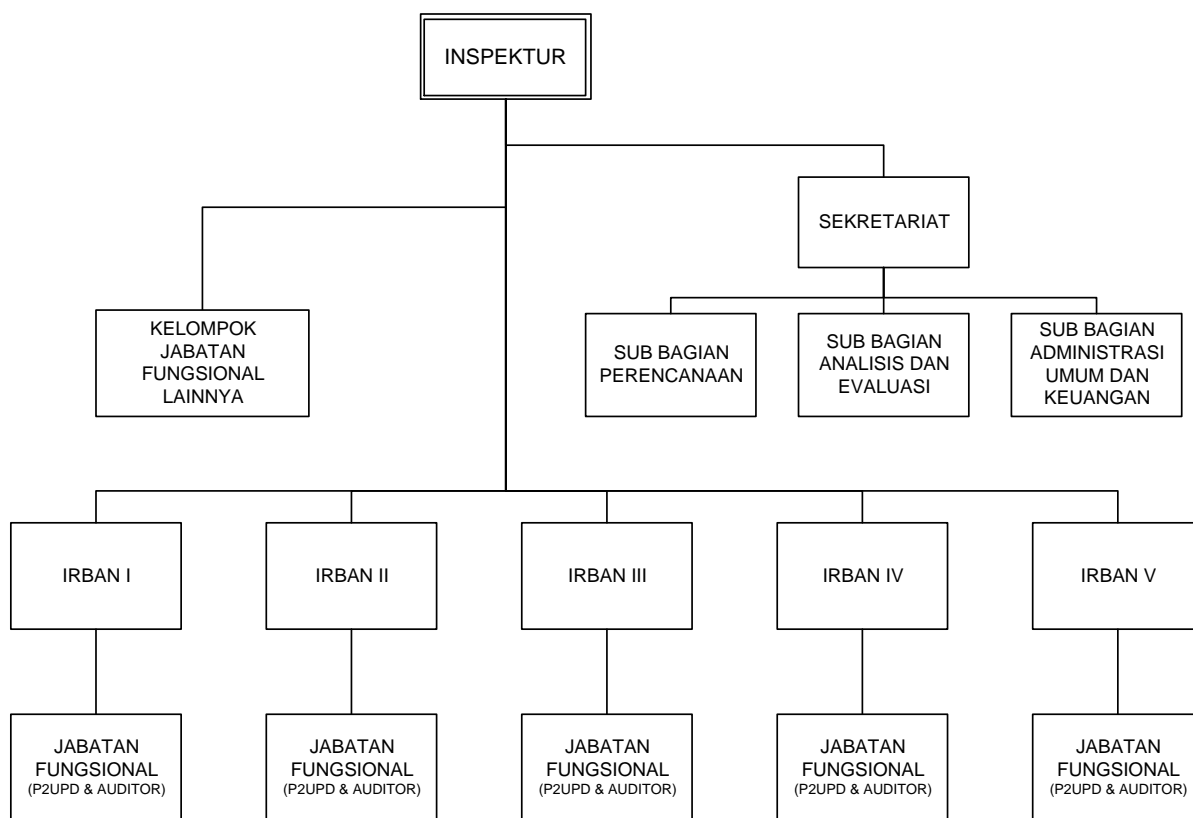 INSPEKTUR
SEKRETARIAT
KELOMPOK
JABATAN
FUNGSIONAL
LAINNYA
SUB BAGIAN
PERENCANAAN
SUB BAGIAN
ANALISIS DAN
EVALUASI
SUB BAGIAN
ADMINISTRASI
UMUM DAN
KEUANGAN
IRBAN I
IRBAN II
IRBAN III
IRBAN IV
IRBAN V
JABATAN
FUNGSIONAL
(P2UPD & AUDITOR)
JABATAN
FUNGSIONAL
(P2UPD & AUDITOR)
JABATAN
FUNGSIONAL
(P2UPD & AUDITOR)
JABATAN
FUNGSIONAL
(P2UPD & AUDITOR)
JABATAN
FUNGSIONAL
(P2UPD & AUDITOR)